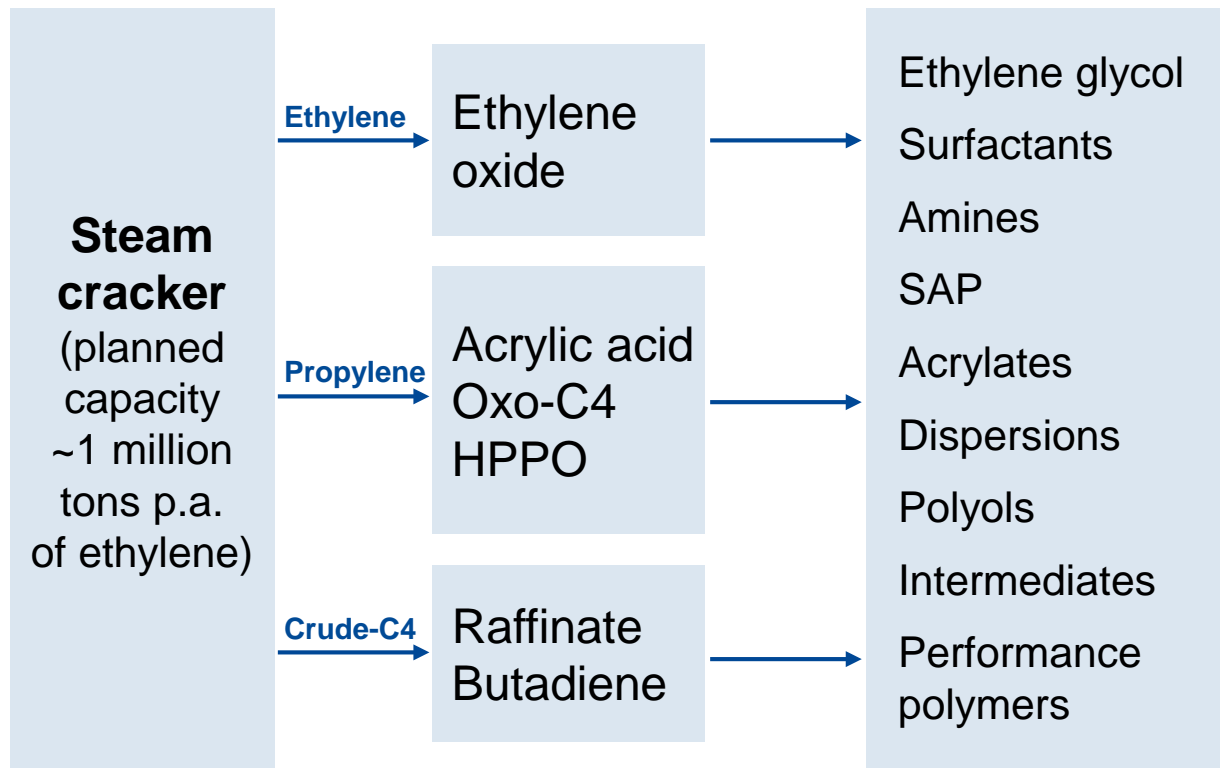 Steam
cracker
(planned
capacity
~1 million
tons p.a.
of ethylene)
Ethylene
Ethylene
oxide
Propylene
Acrylic acid
Oxo-C4
HPPO
Crude-C4
Raffinate
Butadiene
Ethylene glycol
Surfactants
Amines
SAP
Acrylates
Dispersions
Polyols
Intermediates
Performance
polymers